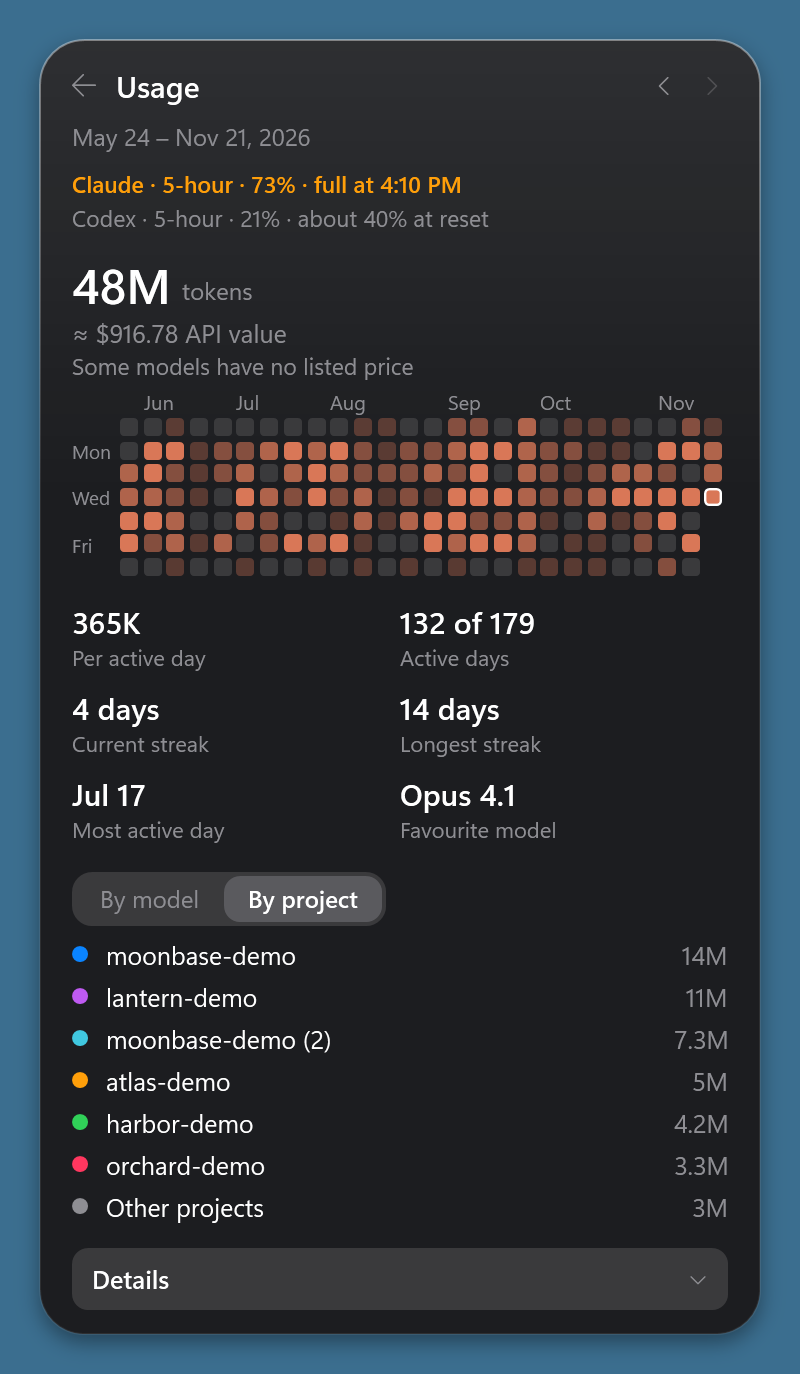 Usage
May 24 – Nov 21, 2026
Claude · 5-hour · 73% · full at 4:10 PM
Codex · 5-hour · 21% · about 40% at reset
48M tokens
≈ $916.78 API value
Some models have no listed price
Jun Jul Aug Sep Oct Nov
Mon
Wed
Fri
365K 132 of 179
Per active day Active days
4 days 14 days
Current streak Longest streak
Jul 17 Opus 4.1
Most active day Favourite model
By model By project
moonbase-demo 14M
lantern-demo 11M
moonbase-demo (2) 7.3M
atlas-demo 5M
harbor-demo 4.2M
orchard-demo 3.3M
Other projects 3M
Details